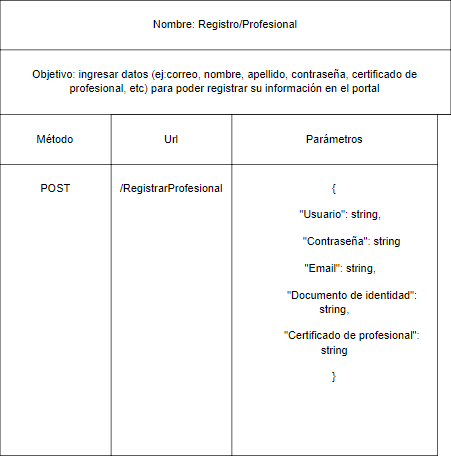 Nombre: Registro/Profesional
Objetivo: ingresar datos (ej:correo, nombre, apellido, contraseña, certificado de
profesional, etc) para poder registrar su información en el portal
Método Url Parámetros
POST /RegistrarProfesional {
"Usuario": string,
"Contraseña": string
"Email": string,
"Documento de identidad":
string,
"Certificado de profesional":
string
}